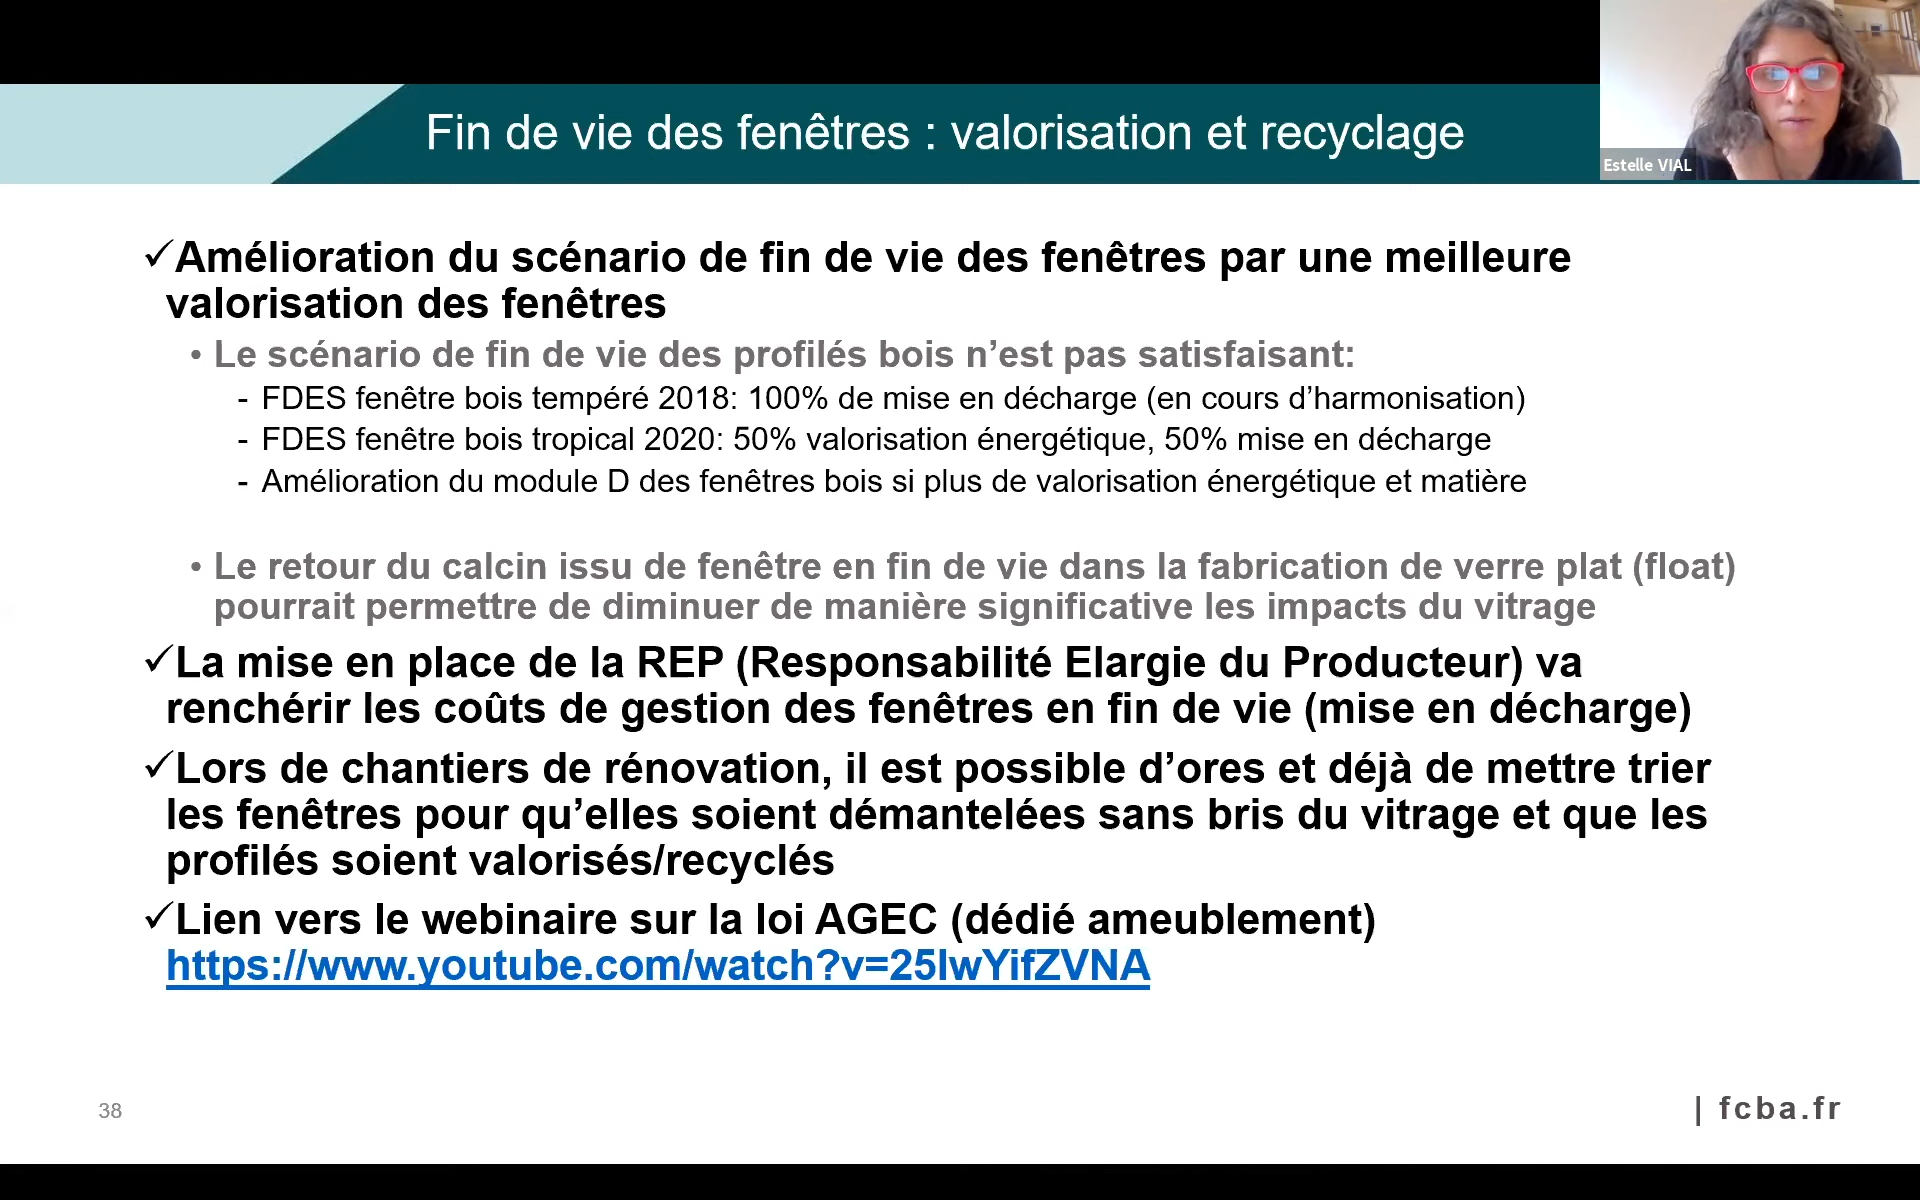 Fin de vie des fenêtres : valorisation et recyclage
Estelle VIAL
✓Amélioration du scénario de fin de vie des fenêtres par une meilleure
valorisation des fenêtres
• Le scénario de fin de vie des profilés bois n’est pas satisfaisant:
- FDES fenêtre bois tempéré 2018: 100% de mise en décharge (en cours d’harmonisation)
- FDES fenêtre bois tropical 2020: 50% valorisation énergétique, 50% mise en décharge
- Amélioration du module D des fenêtres bois si plus de valorisation énergétique et matière
• Le retour du calcin issu de fenêtre en fin de vie dans la fabrication de verre plat (float)
pourrait permettre de diminuer de manière significative les impacts du vitrage
✓La mise en place de la REP (Responsabilité Elargie du Producteur) va
renchérir les coûts de gestion des fenêtres en fin de vie (mise en décharge)
✓Lors de chantiers de rénovation, il est possible d’ores et déjà de mettre trier
les fenêtres pour qu’elles soient démantelées sans bris du vitrage et que les
profilés soient valorisés/recyclés
✓Lien vers le webinaire sur la loi AGEC (dédié ameublement)
https://www.youtube.com/watch?v=25lwYifZVNA
38
| fcba.fr